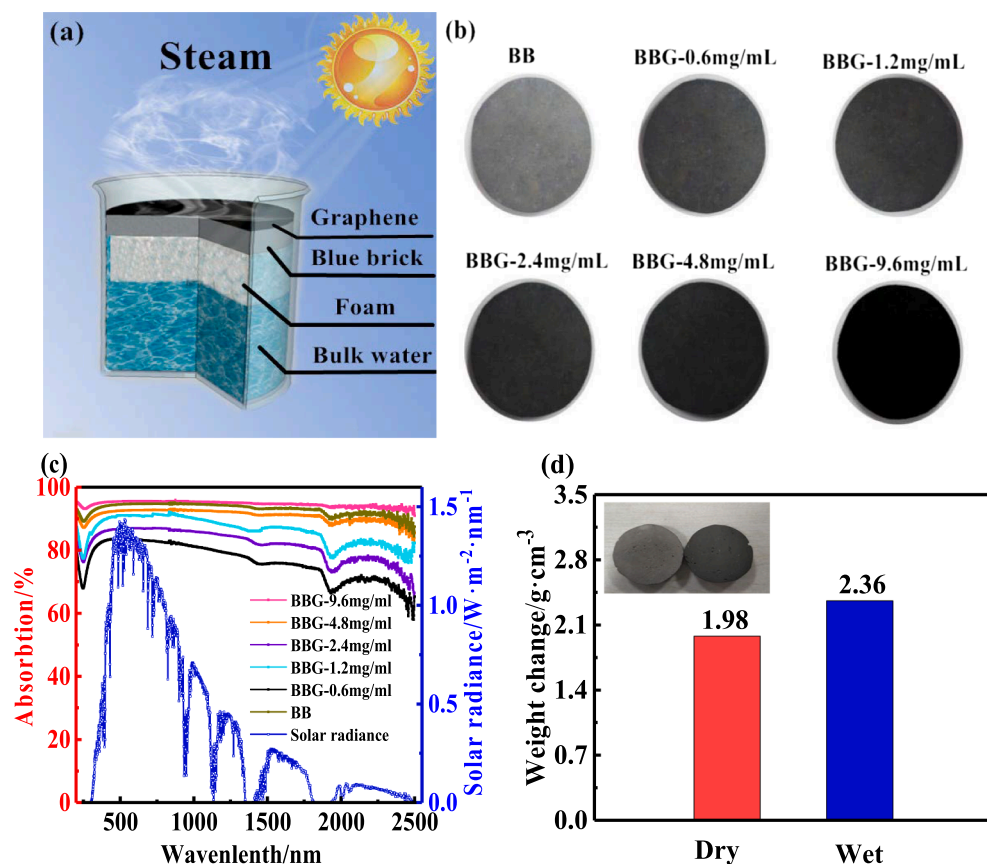 (a)
Steam
Graphene
Blue brick
Foam
Bulk water
(b)
BB
BBG-0.6mg/mL
BBG-1.2mg/mL
BBG-2.4mg/mL
BBG-4.8mg/mL
BBG-9.6mg/mL
(c)
Absorbtion/%
100
80
60
40
20
0
BBG-9.6mg/ml
BBG-4.8mg/ml
BBG-2.4mg/ml
BBG-1.2mg/ml
BBG-0.6mg/ml
BB
Solar radiance
1.5
1.0
0.5
0.0
Solar radiance/W·m⁻²·nm⁻¹
500
1000
1500
2000
2500
Wavenlenth/nm
(d)
Weight change/g·cm⁻³
3.5
2.8
2.1
1.4
0.7
0.0
1.98
2.36
Dry
Wet